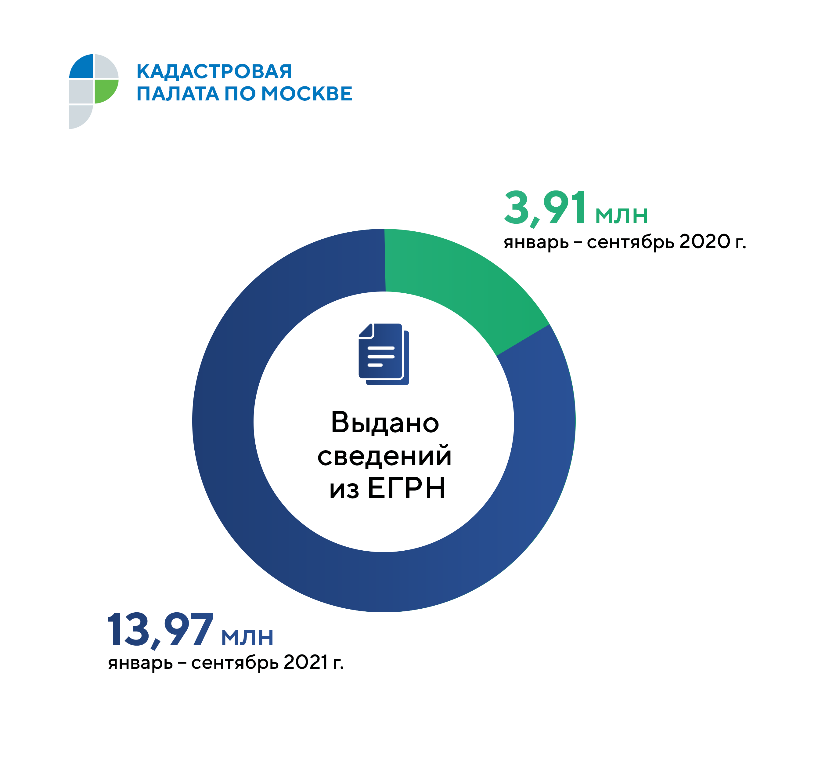 КАДАСТРОВАЯ
ПАЛАТА ПО МОСКВЕ
3,91 МЛН
январь – сентябрь 2020 г.
Выдано
сведений
из ЕГРН
13,97 МЛН
январь – сентябрь 2021 г.